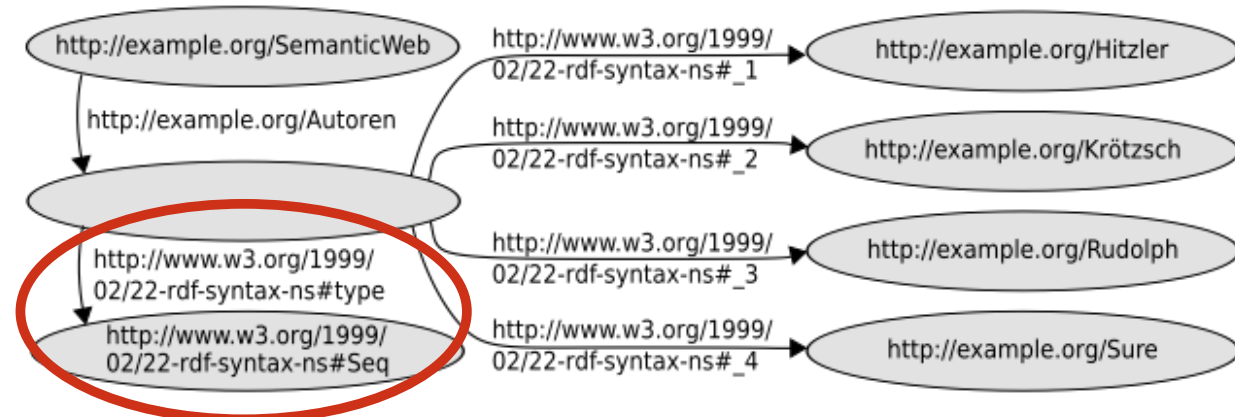 http://example.org/SemanticWeb
http://example.org/Autoren
http://www.w3.org/1999/
02/22-rdf-syntax-ns#type
http://www.w3.org/1999/
02/22-rdf-syntax-ns#Seq
http://www.w3.org/1999/
02/22-rdf-syntax-ns#_1
http://example.org/Hitzler
http://www.w3.org/1999/
02/22-rdf-syntax-ns#_2
http://example.org/Krötzsch
http://www.w3.org/1999/
02/22-rdf-syntax-ns#_3
http://example.org/Rudolph
http://www.w3.org/1999/
02/22-rdf-syntax-ns#_4
http://example.org/Sure